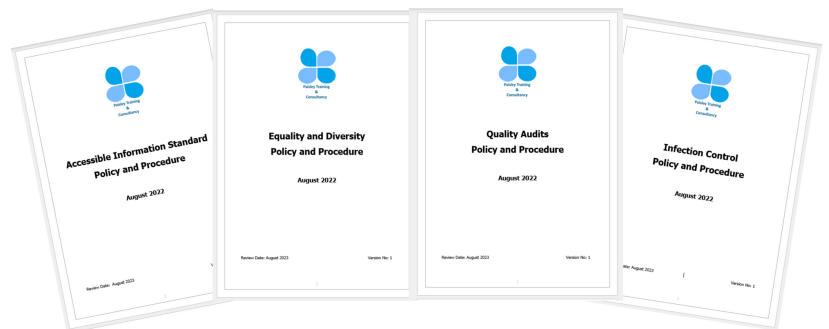 Paisley Training
&
Consultancy
Accessible Information Standard
Policy and Procedure
August 2022
Review Date: August 2023
Paisley Training
&
Consultancy
Equality and Diversity
Policy and Procedure
August 2022
Review Date: August 2023
Version No: 1
Paisley Training
&
Consultancy
Quality Audits
Policy and Procedure
August 2022
Review Date: August 2023
Version No: 1
Paisley Training
&
Consultancy
Infection Control
Policy and Procedure
August 2022
Date: August 2023
Version No: 1